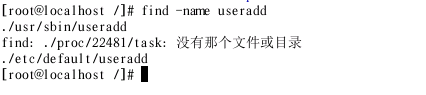 [root@localhost /]# find -name useradd
./usr/sbin/useradd
find: ./proc/22481/task: 没有那个文件或目录
./etc/default/useradd
[root@localhost /]#